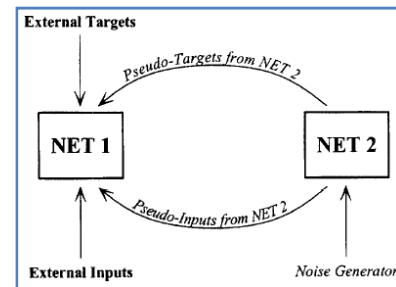 External Targets
Pseudo-Targets from NET 2
NET 1
NET 2
Pseudo-Inputs from NET 2
External Inputs
Noise Generator